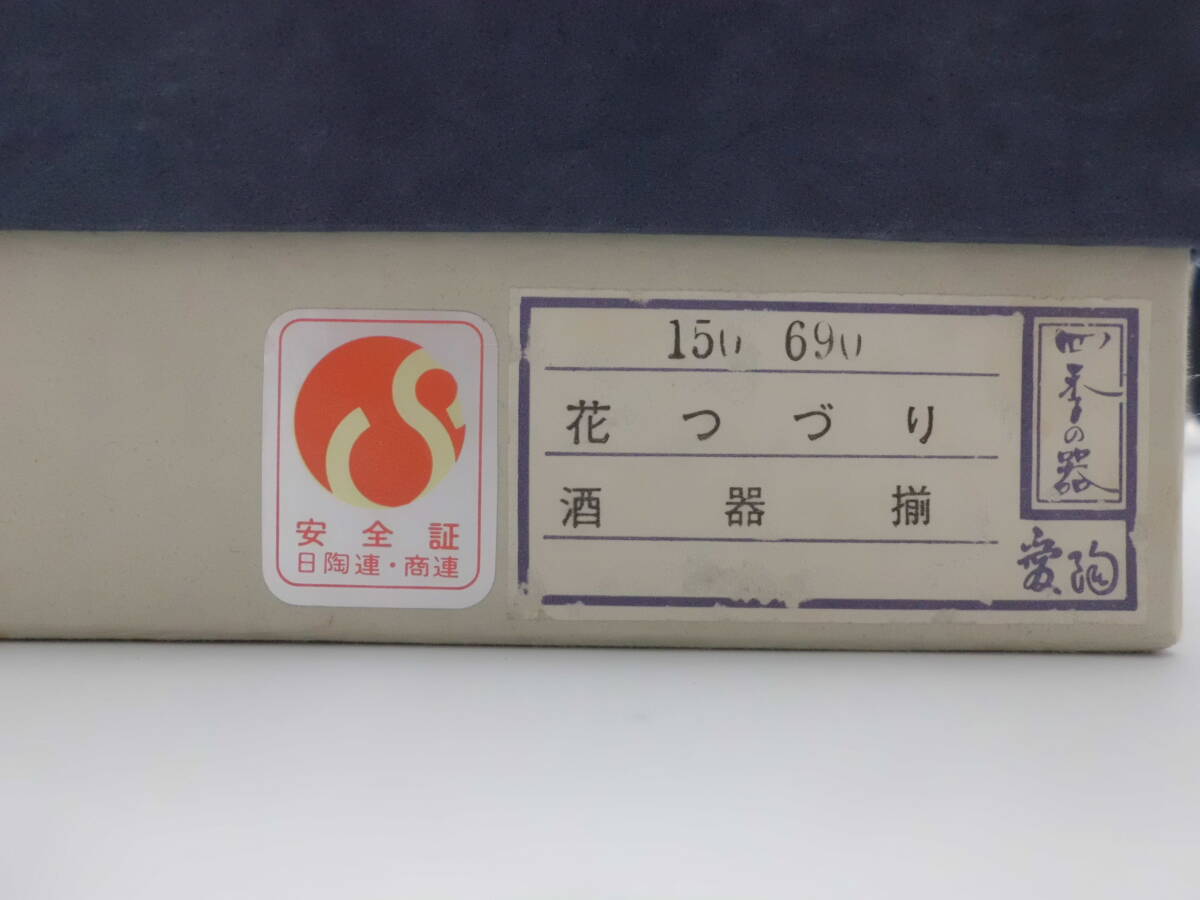 安全証
日陶連・商連
150 690
花つづり
酒器揃
四季の器
愛陶